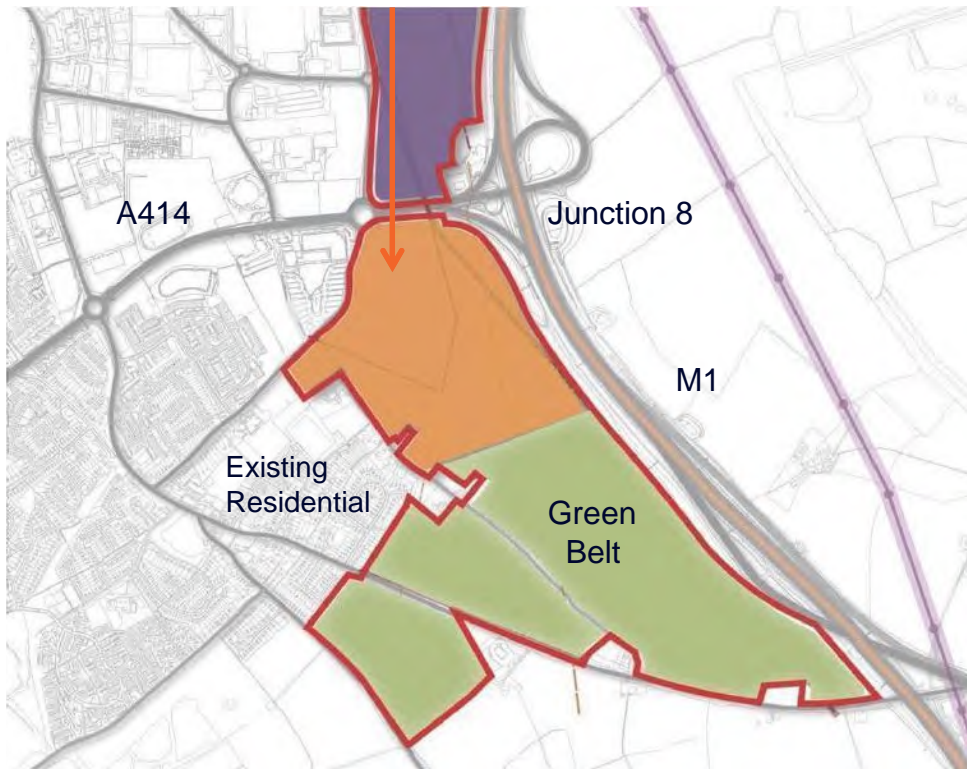 A414
Junction 8
M1
Existing
Residential
Green
Belt